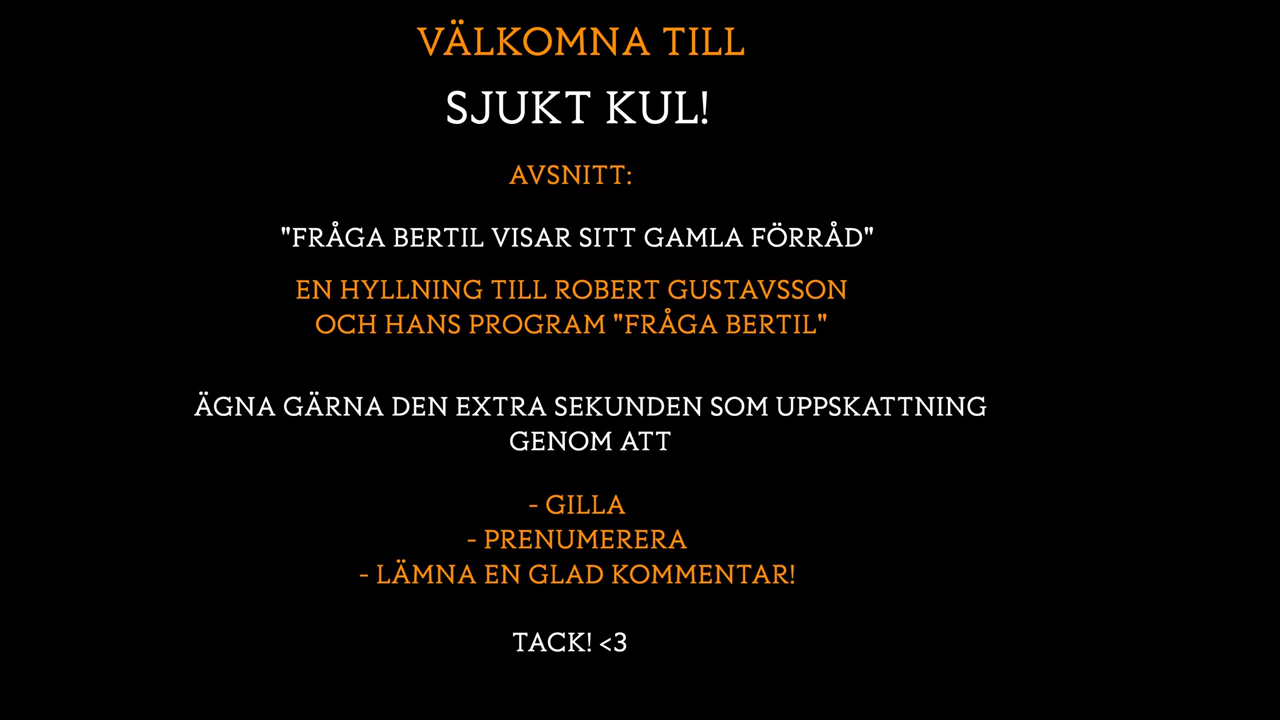 VÄLKOMNA TILL
SJUKT KUL!
AVSNITT:
"FRÅGA BERTIL VISAR SITT GAMLA FÖRRÅD"
EN HYLLNING TILL ROBERT GUSTAVSSON
OCH HANS PROGRAM "FRÅGA BERTIL"
ÄGNA GÄRNA DEN EXTRA SEKUNDEN SOM UPPSKATTNING
GENOM ATT
- GILLA
- PRENUMERERA
- LÄMNA EN GLAD KOMMENTAR!
TACK! <3